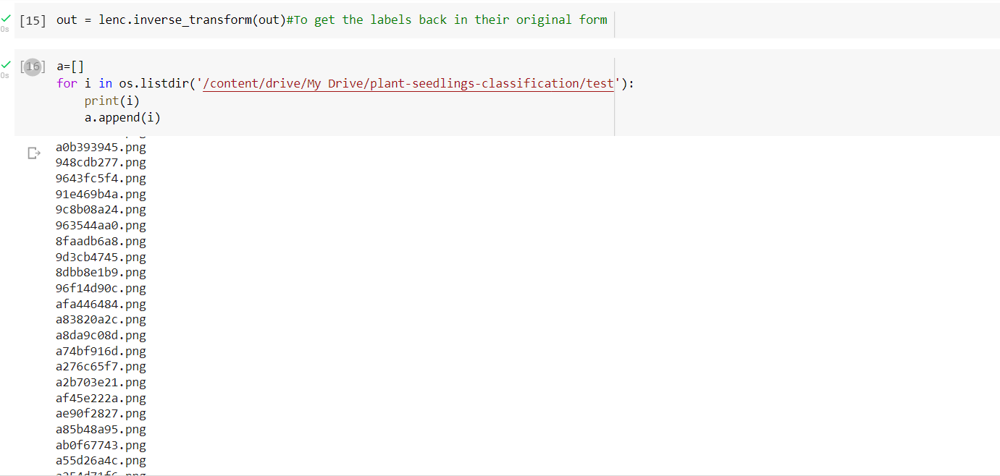 [15] out = lenc.inverse_transform(out)#To get the labels back in their original form
0s
[16] a=[]
0s
for i in os.listdir('/content/drive/My Drive/plant-seedlings-classification/test'):
print(i)
a.append(i)
a0b393945.png
948cdb277.png
9643fc5f4.png
91e469b4a.png
9c8b08a24.png
963544aa0.png
8faadb6a8.png
9d3cb4745.png
8dbb8e1b9.png
96f14d90c.png
afa446484.png
a83820a2c.png
a8da9c08d.png
a74bf916d.png
a276c65f7.png
a2b703e21.png
af45e222a.png
ae90f2827.png
a85b48a95.png
ab0f67743.png
a55d26a4c.png